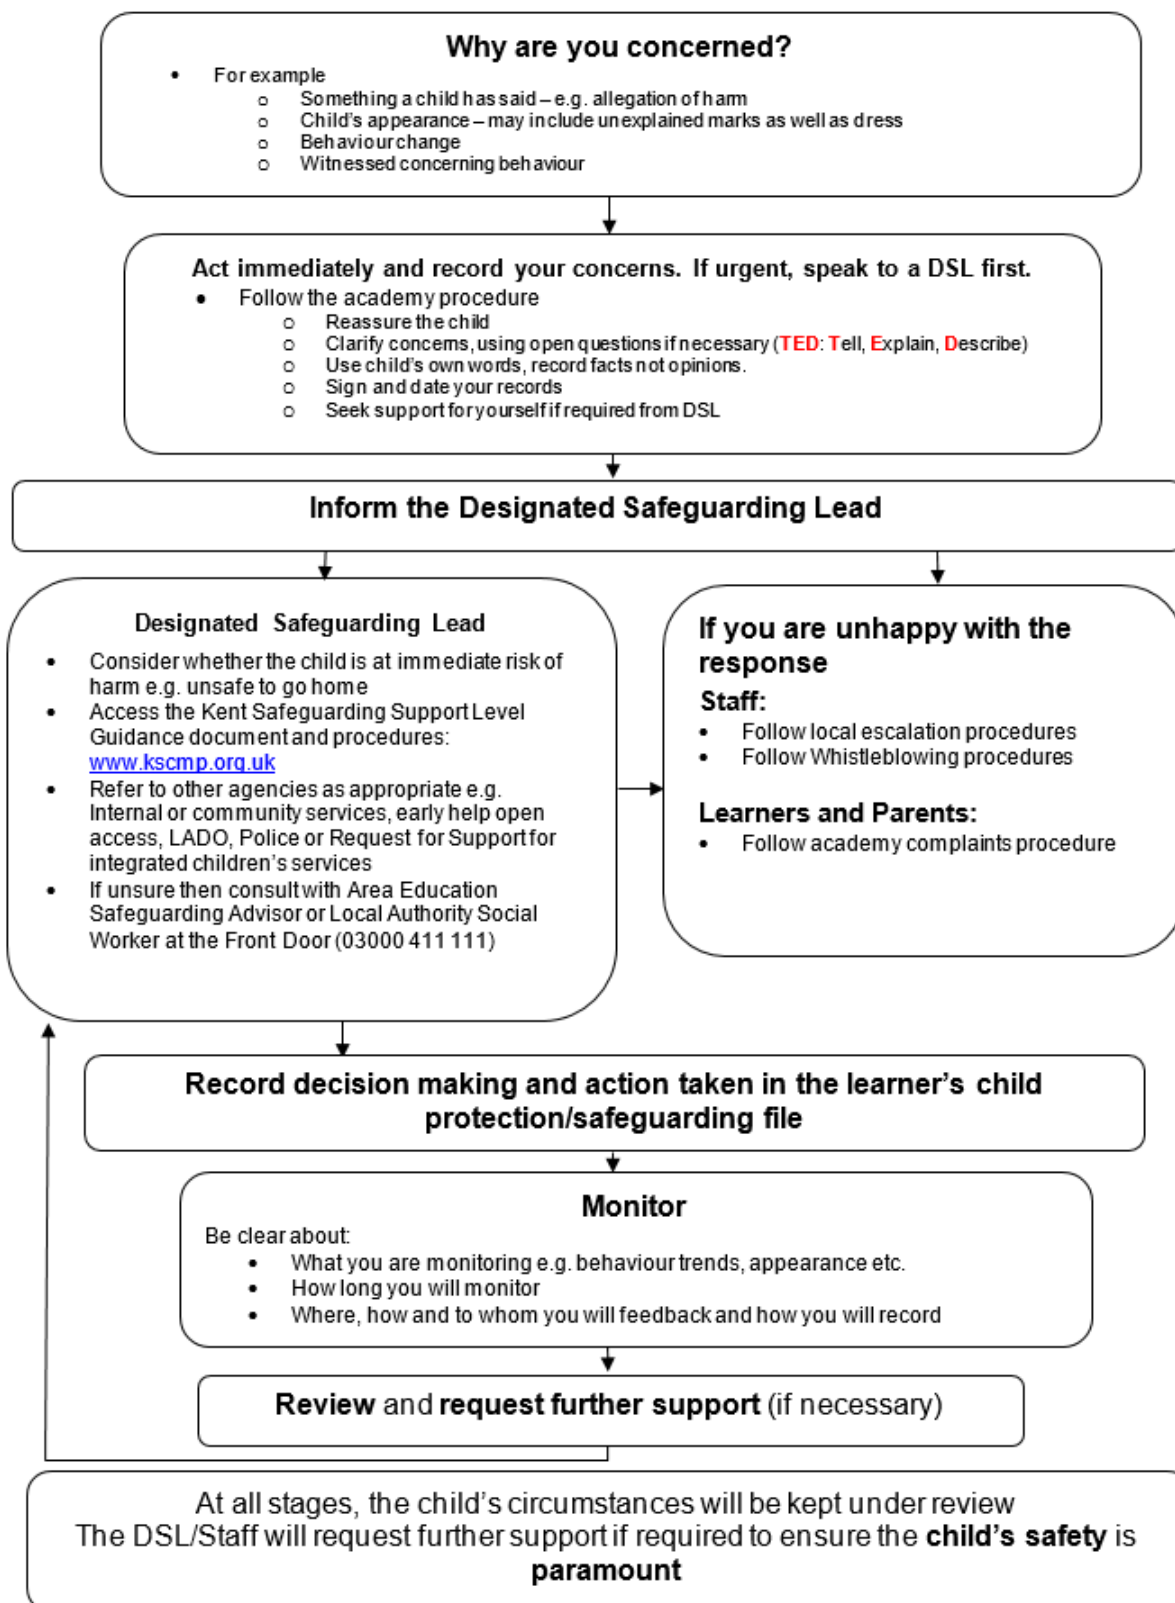 Why are you concerned?
• For example
o Something a child has said – e.g. allegation of harm
o Child's appearance – may include unexplained marks as well as dress
o Behaviour change
o Witnessed concerning behaviour
Act immediately and record your concerns. If urgent, speak to a DSL first.
• Follow the academy procedure
o Reassure the child
o Clarify concerns, using open questions if necessary (TED: Tell, Explain, Describe)
o Use child's own words, record facts not opinions.
o Sign and date your records
o Seek support for yourself if required from DSL
Inform the Designated Safeguarding Lead
Designated Safeguarding Lead
• Consider whether the child is at immediate risk of
harm e.g. unsafe to go home
• Access the Kent Safeguarding Support Level
Guidance document and procedures:
www.kscmp.org.uk
• Refer to other agencies as appropriate e.g.
Internal or community services, early help open
access, LADO, Police or Request for Support for
integrated children's services
• If unsure then consult with Area Education
Safeguarding Advisor or Local Authority Social
Worker at the Front Door (03000 411 111)
If you are unhappy with the
response
Staff:
• Follow local escalation procedures
• Follow Whistleblowing procedures
Learners and Parents:
• Follow academy complaints procedure
Record decision making and action taken in the learner's child
protection/safeguarding file
Monitor
Be clear about:
• What you are monitoring e.g. behaviour trends, appearance etc.
• How long you will monitor
• Where, how and to whom you will feedback and how you will record
Review and request further support (if necessary)
At all stages, the child's circumstances will be kept under review
The DSL/Staff will request further support if required to ensure the child's safety is
paramount